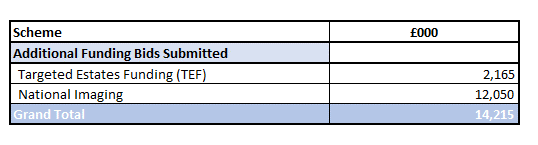 Scheme £000
Additional Funding Bids Submitted
Targeted Estates Funding (TEF) 2,165
National Imaging 12,050
Grand Total 14,215